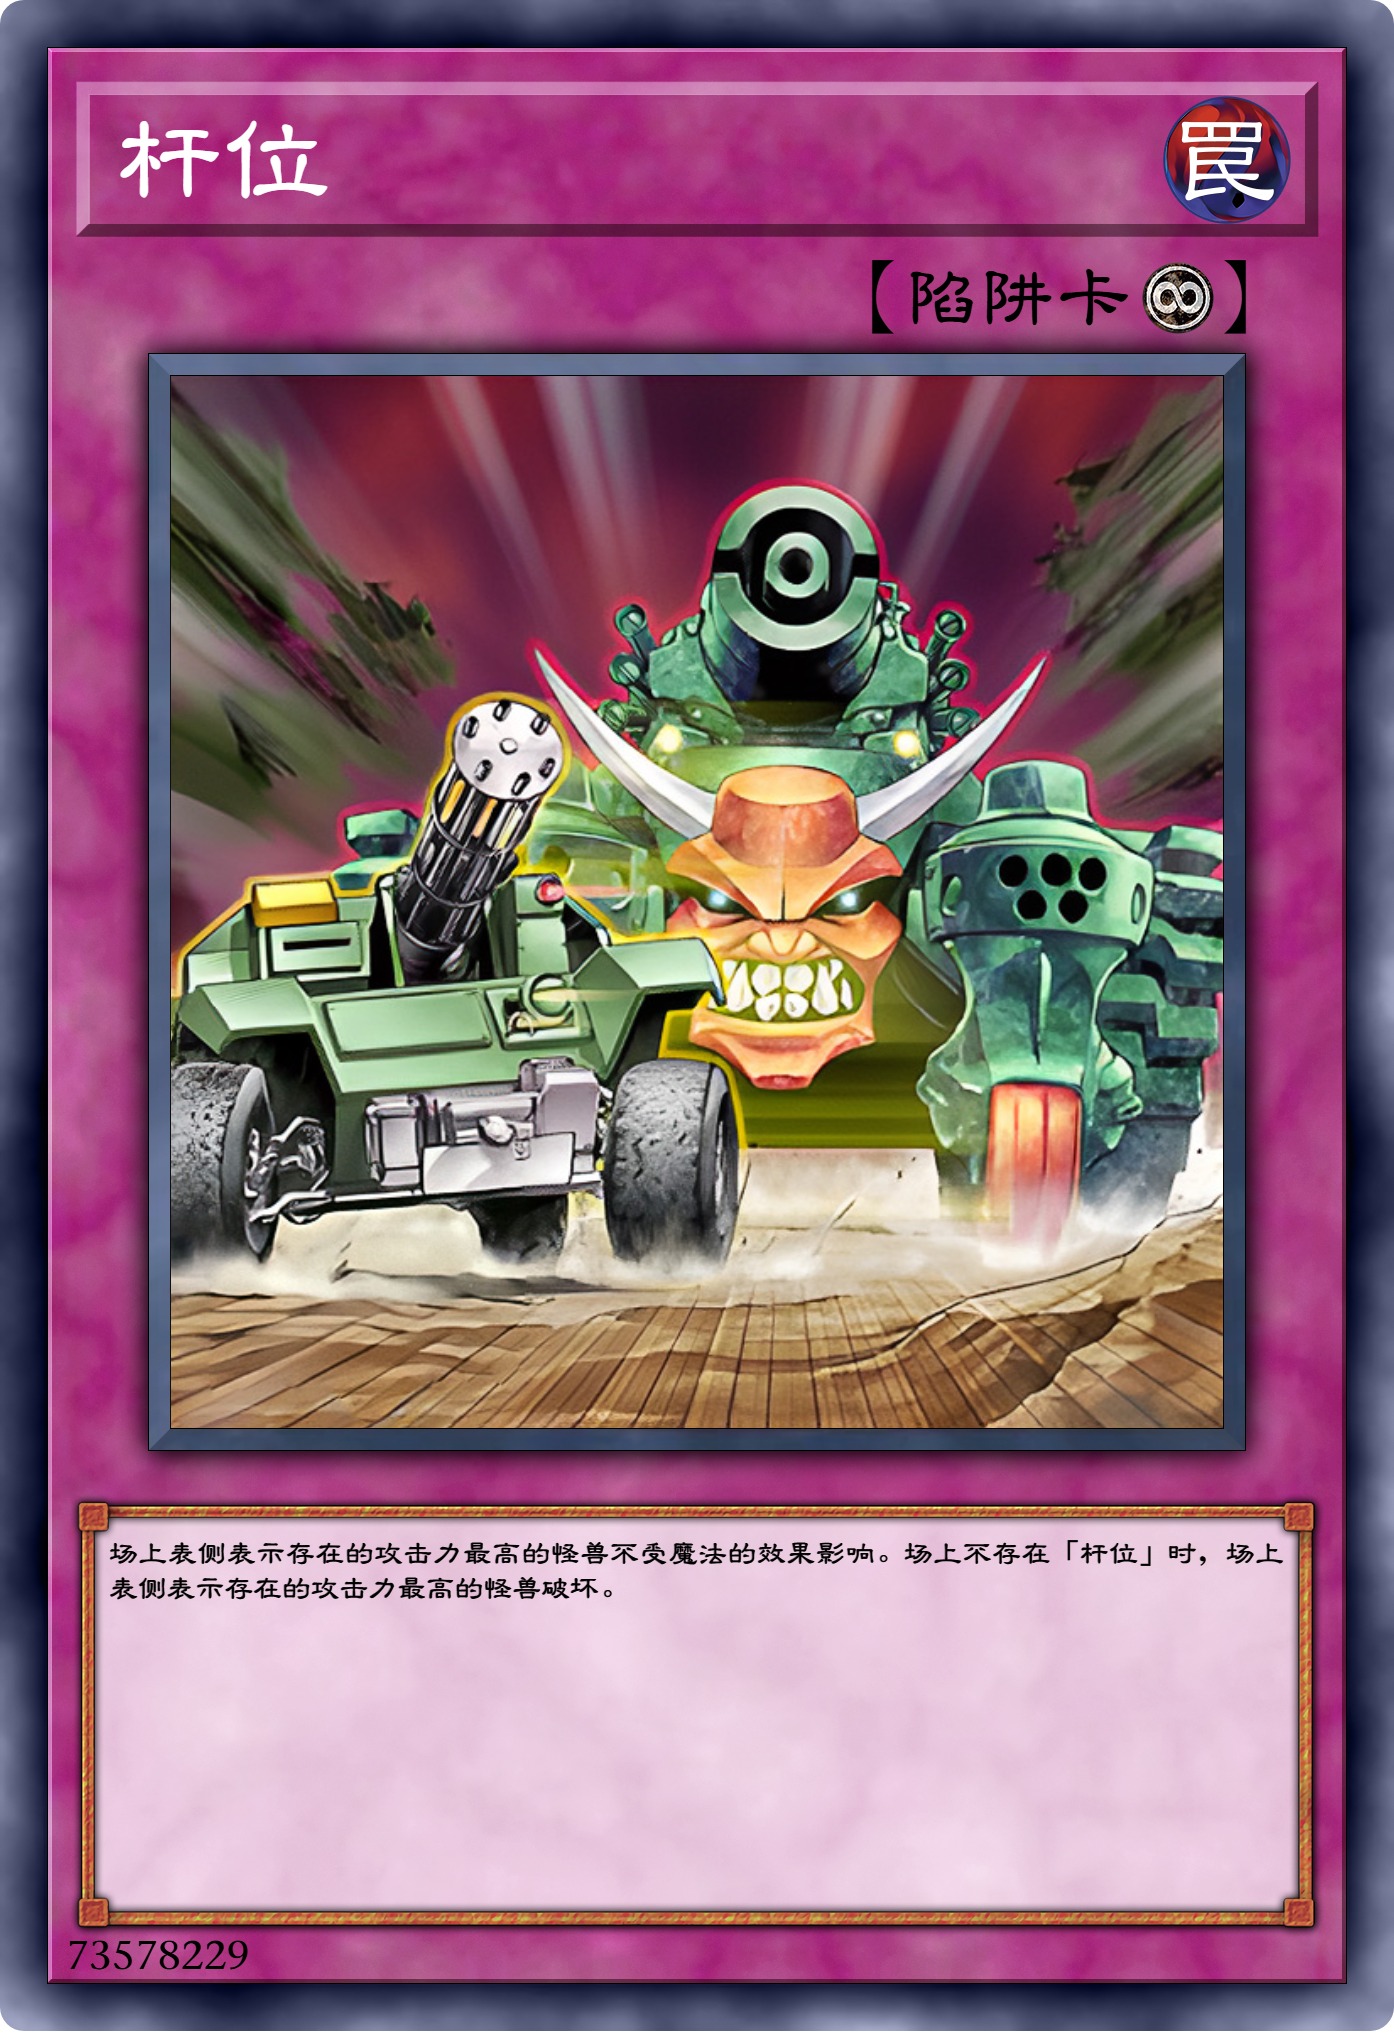 杆位
罠
【陷阱卡】
场上表侧表示存在的攻击力最高的怪兽不受魔法的效果影响。场上不存在「杆位」时，场上
表侧表示存在的攻击力最高的怪兽破坏。
73578229